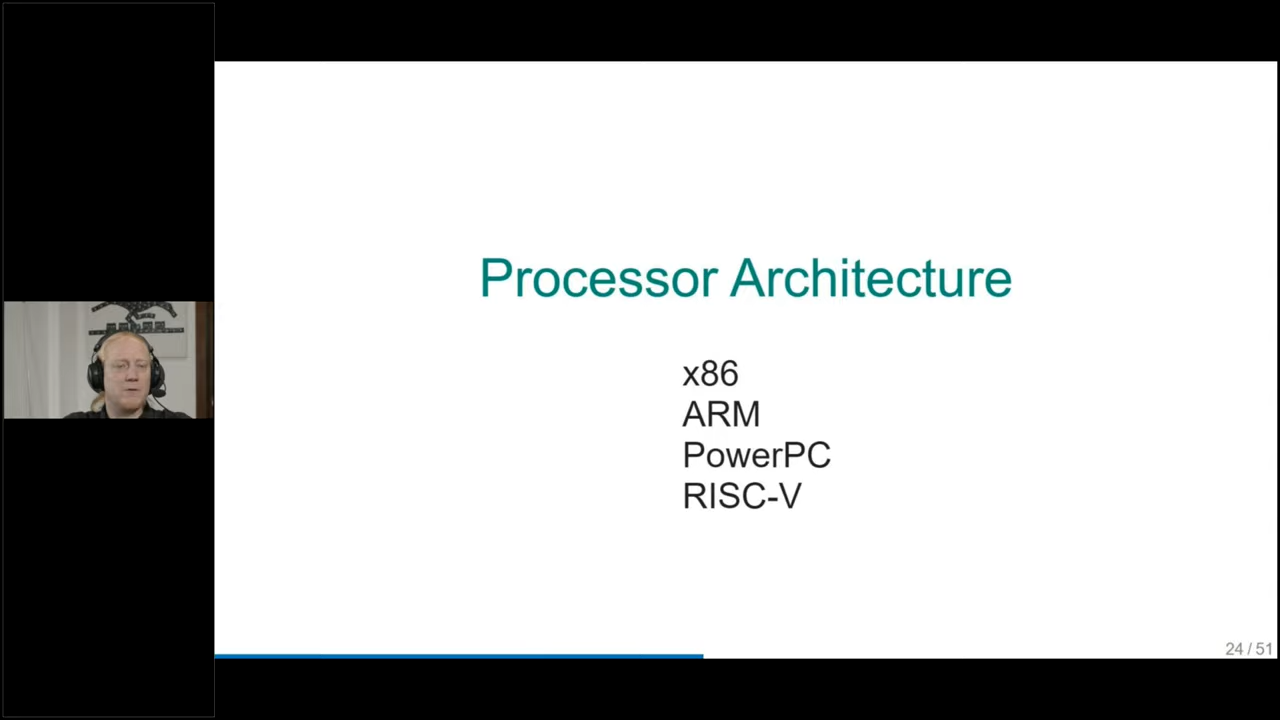 Processor Architecture
x86
ARM
PowerPC
RISC-V
24 / 51